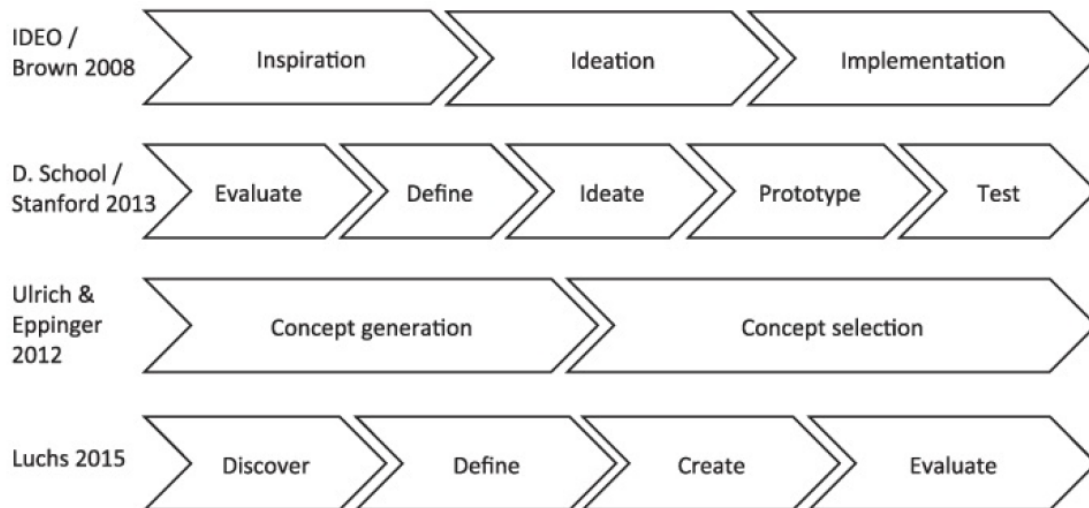 IDEO /
Brown 2008
Inspiration
Ideation
Implementation
D. School /
Stanford 2013
Evaluate
Define
Ideate
Prototype
Test
Ulrich &
Eppinger
2012
Concept generation
Concept selection
Luchs 2015
Discover
Define
Create
Evaluate